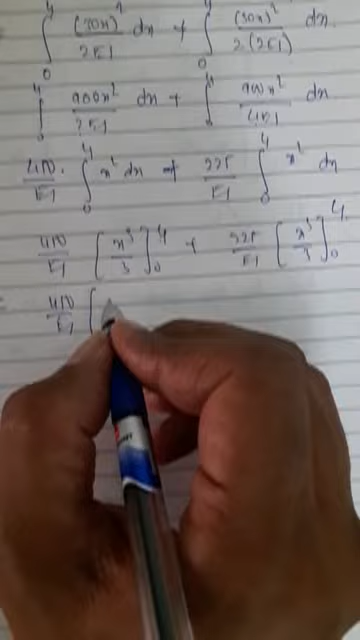 ∫₀⁴ (30x)²/2EI dx + ∫₀⁴ (30x)²/2(2EI) dx.
∫₀⁴ 900x²/2EI dx + ∫₀⁴ 900x²/4EI dx
450/EI · ∫₀⁴ x² dx + 225/EI ∫₀⁴ x² dx
450/EI [x³/3]₀⁴ + 225/EI [x³/3]₀⁴
= 450/EI [